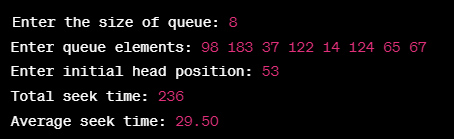 Enter the size of queue: 8
Enter queue elements: 98 183 37 122 14 124 65 67
Enter initial head position: 53
Total seek time: 236
Average seek time: 29.50